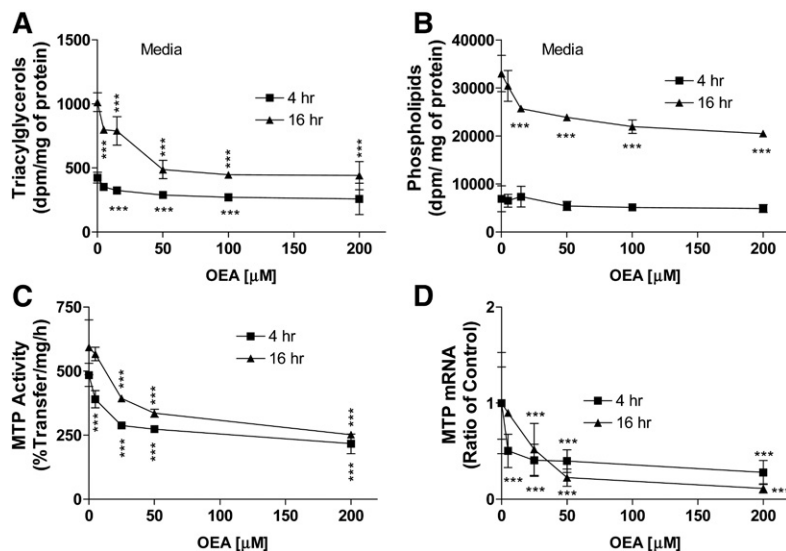 A
Media
1500
1000
500
0
Triacylglycerols
(dpm/mg of protein)
4 hr
16 hr
***
***
***
***
***
***
***
***
0
50
100
150
200
OEA [µM]
B
Media
40000
30000
20000
10000
0
Phospholipids
(dpm/ mg of protein)
4 hr
16 hr
***
***
***
***
0
50
100
150
200
OEA [µM]
C
750
500
250
0
MTP Activity
(%Transfer/mg/h)
4 hr
16 hr
***
***
***
***
***
***
***
0
50
100
150
200
OEA [µM]
D
2
1
0
MTP mRNA
(Ratio of Control)
4 hr
16 hr
***
***
***
***
***
***
***
0
50
100
150
200
OEA [µM]